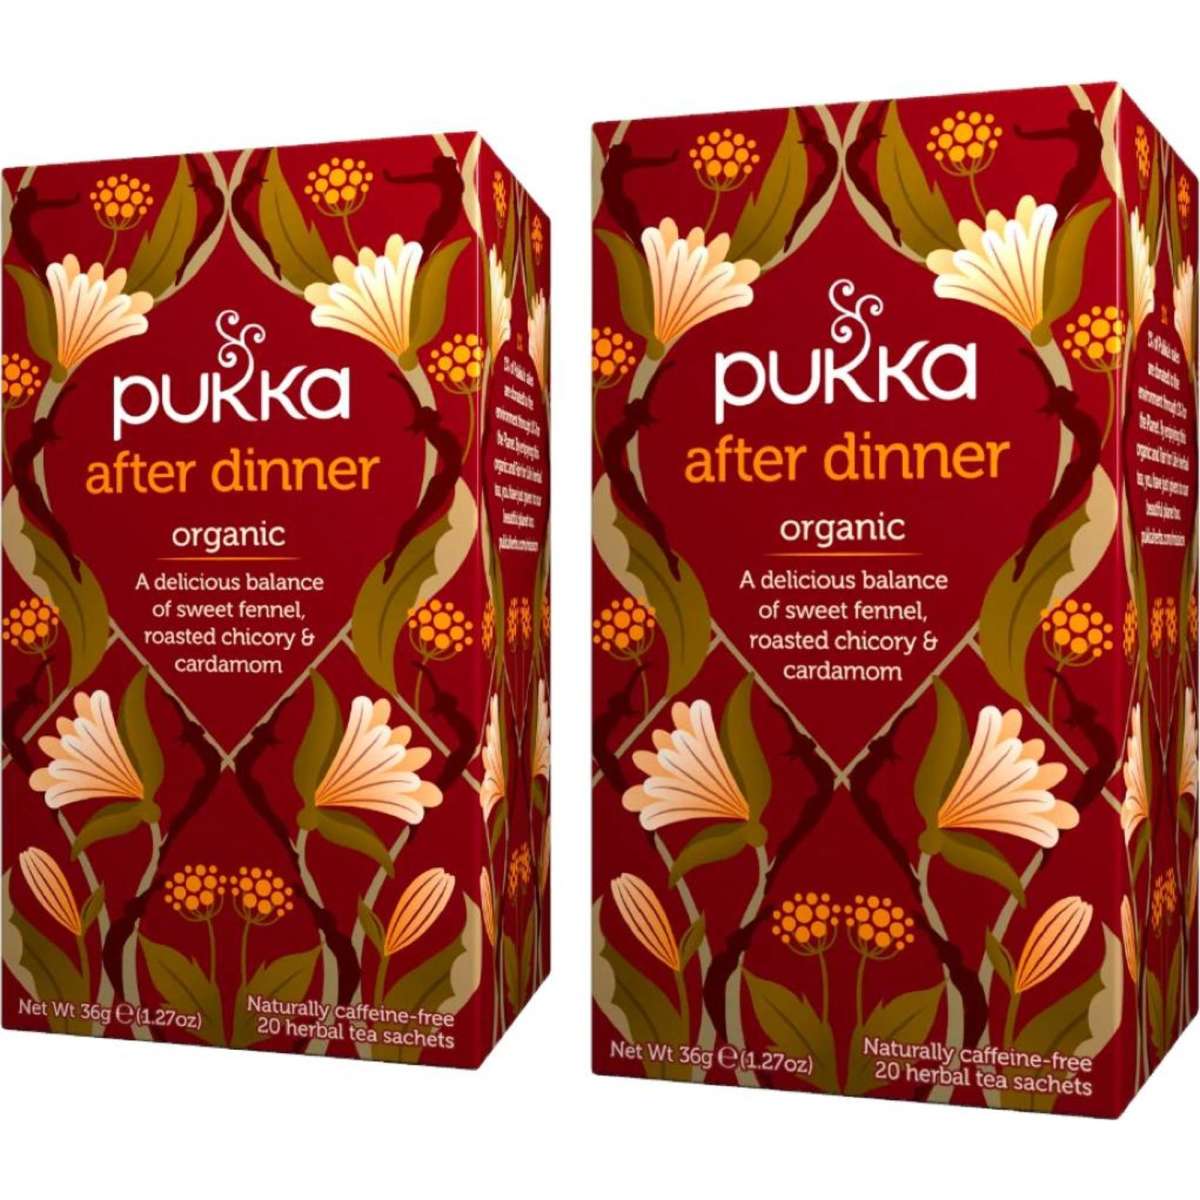 pukka
after dinner
organic
A delicious balance
of sweet fennel,
roasted chicory &
cardamom
Net Wt 36g ℮ (1.27oz)
Naturally caffeine-free
20 herbal tea sachets
pukka
after dinner
organic
A delicious balance
of sweet fennel,
roasted chicory &
cardamom
Net Wt 36g ℮ (1.27oz)
Naturally caffeine-free
20 herbal tea sachets